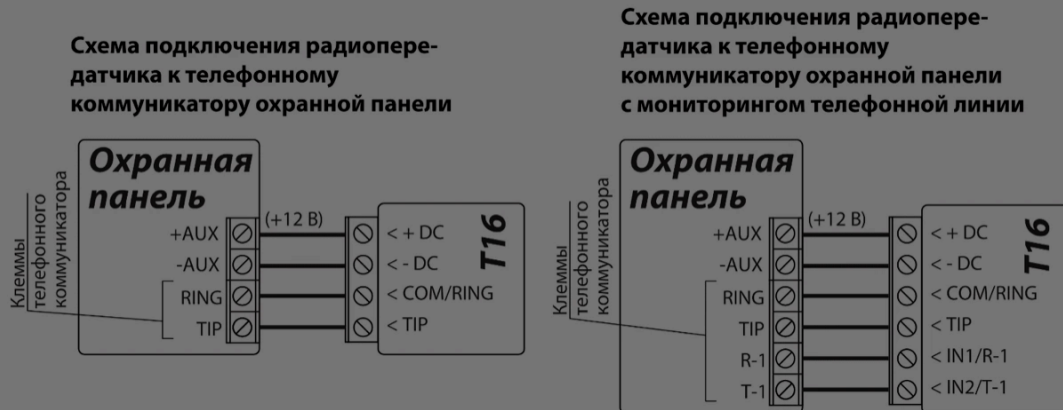 Схема подключения радиопере-
датчика к телефонному
коммуникатору охранной панели
Охранная
панель
Клеммы
телефонного
коммуникатора
(+12 В)
+AUX
-AUX
RING
TIP
< + DC
< - DC
< COM/RING
< TIP
T16
Схема подключения радиопере-
датчика к телефонному
коммуникатору охранной панели
с мониторингом телефонной линии
Охранная
панель
Клеммы
телефонного
коммуникатора
(+12 В)
+AUX
-AUX
RING
TIP
R-1
T-1
< + DC
< - DC
< COM/RING
< TIP
< IN1/R-1
< IN2/T-1
T16